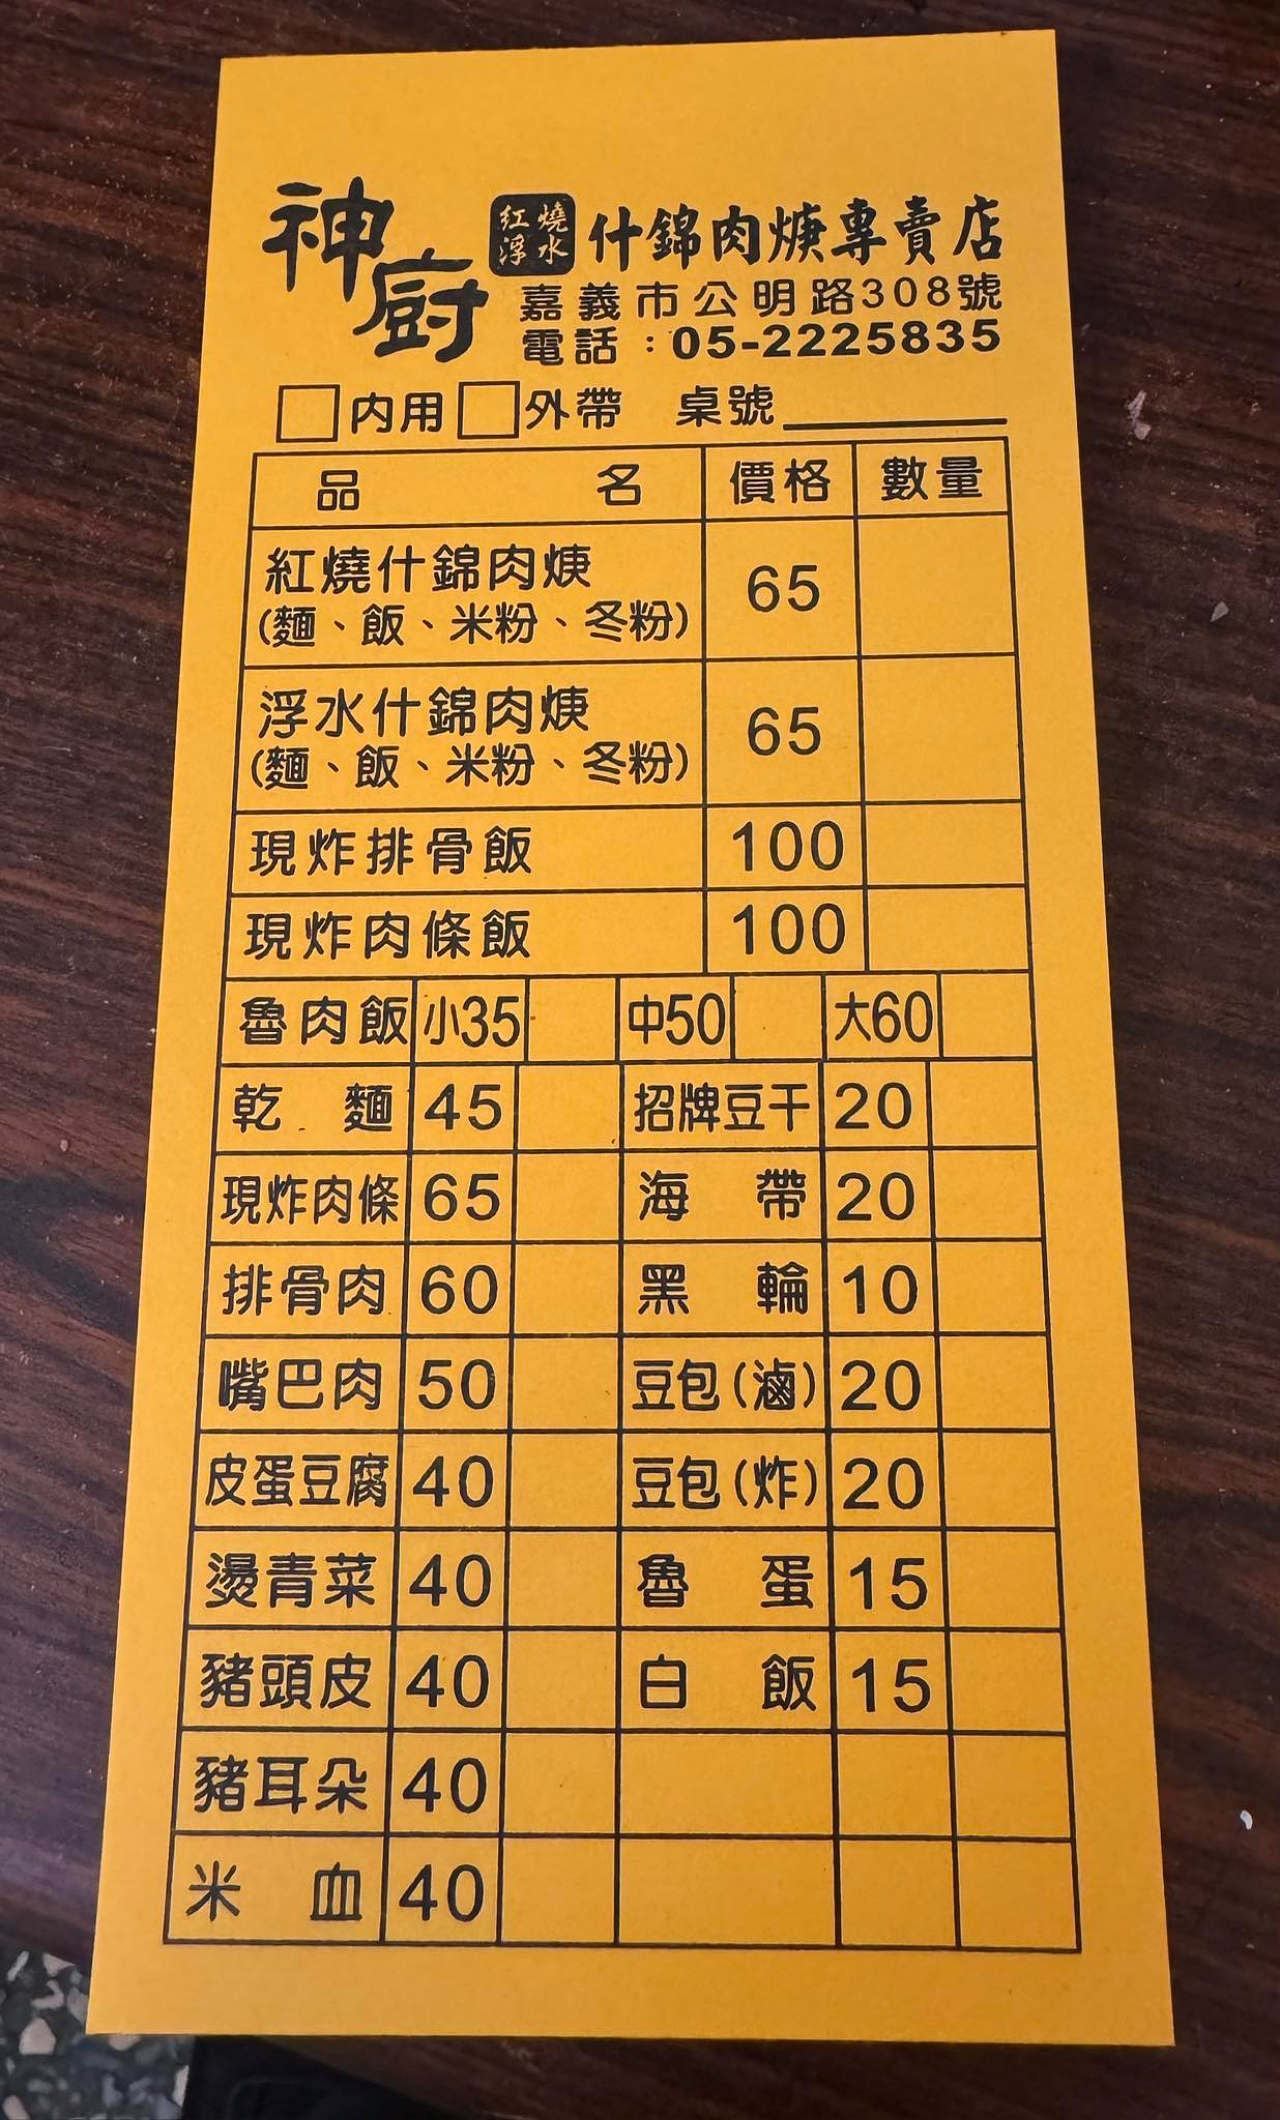 神廚
紅燒
浮水
什錦肉焿專賣店
嘉義市公明路308號
電話：05-2225835
□內用 □外帶 桌號
品名 價格 數量
紅燒什錦肉焿 65
(麵、飯、米粉、冬粉)
浮水什錦肉焿 65
(麵、飯、米粉、冬粉)
現炸排骨飯 100
現炸肉條飯 100
魯肉飯 小35 中50 大60
乾麵 45 招牌豆干 20
現炸肉條 65 海帶 20
排骨肉 60 黑輪 10
嘴巴肉 50 豆包(滷) 20
皮蛋豆腐 40 豆包(炸) 20
燙青菜 40 魯蛋 15
豬頭皮 40 白飯 15
豬耳朵 40
米血 40